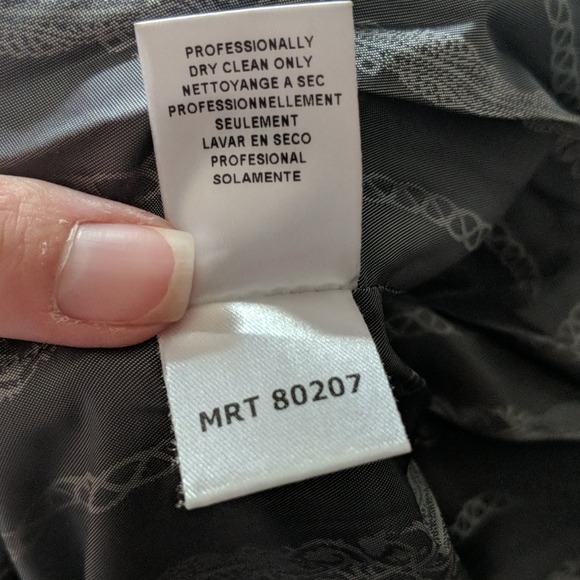 PROFESSIONALLY
DRY CLEAN ONLY
NETTOYANGE A SEC
PROFESSIONNELLEMENT
SEULEMENT
LAVAR EN SECO
PROFESIONAL
SOLAMENTE
MRT 80207